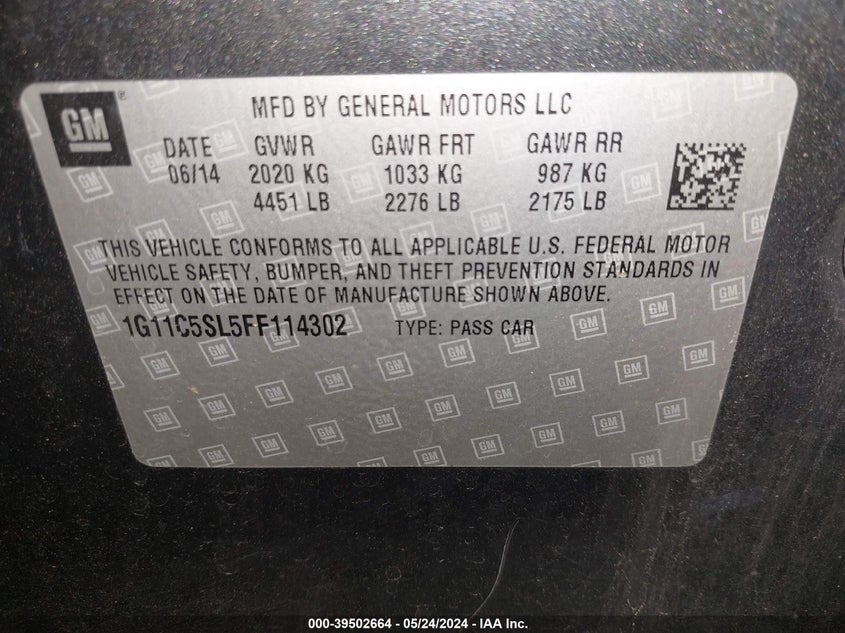 GM
MFD BY GENERAL MOTORS LLC
DATE GVWR GAWR FRT GAWR RR
06/14 2020 KG 1033 KG 987 KG
4451 LB 2276 LB 2175 LB
THIS VEHICLE CONFORMS TO ALL APPLICABLE U.S. FEDERAL MOTOR
VEHICLE SAFETY, BUMPER, AND THEFT PREVENTION STANDARDS IN
EFFECT ON THE DATE OF MANUFACTURE SHOWN ABOVE.
1G11C5SL5FF114302 TYPE: PASS CAR
000-39502664 - 05/24/2024 - IAA Inc.